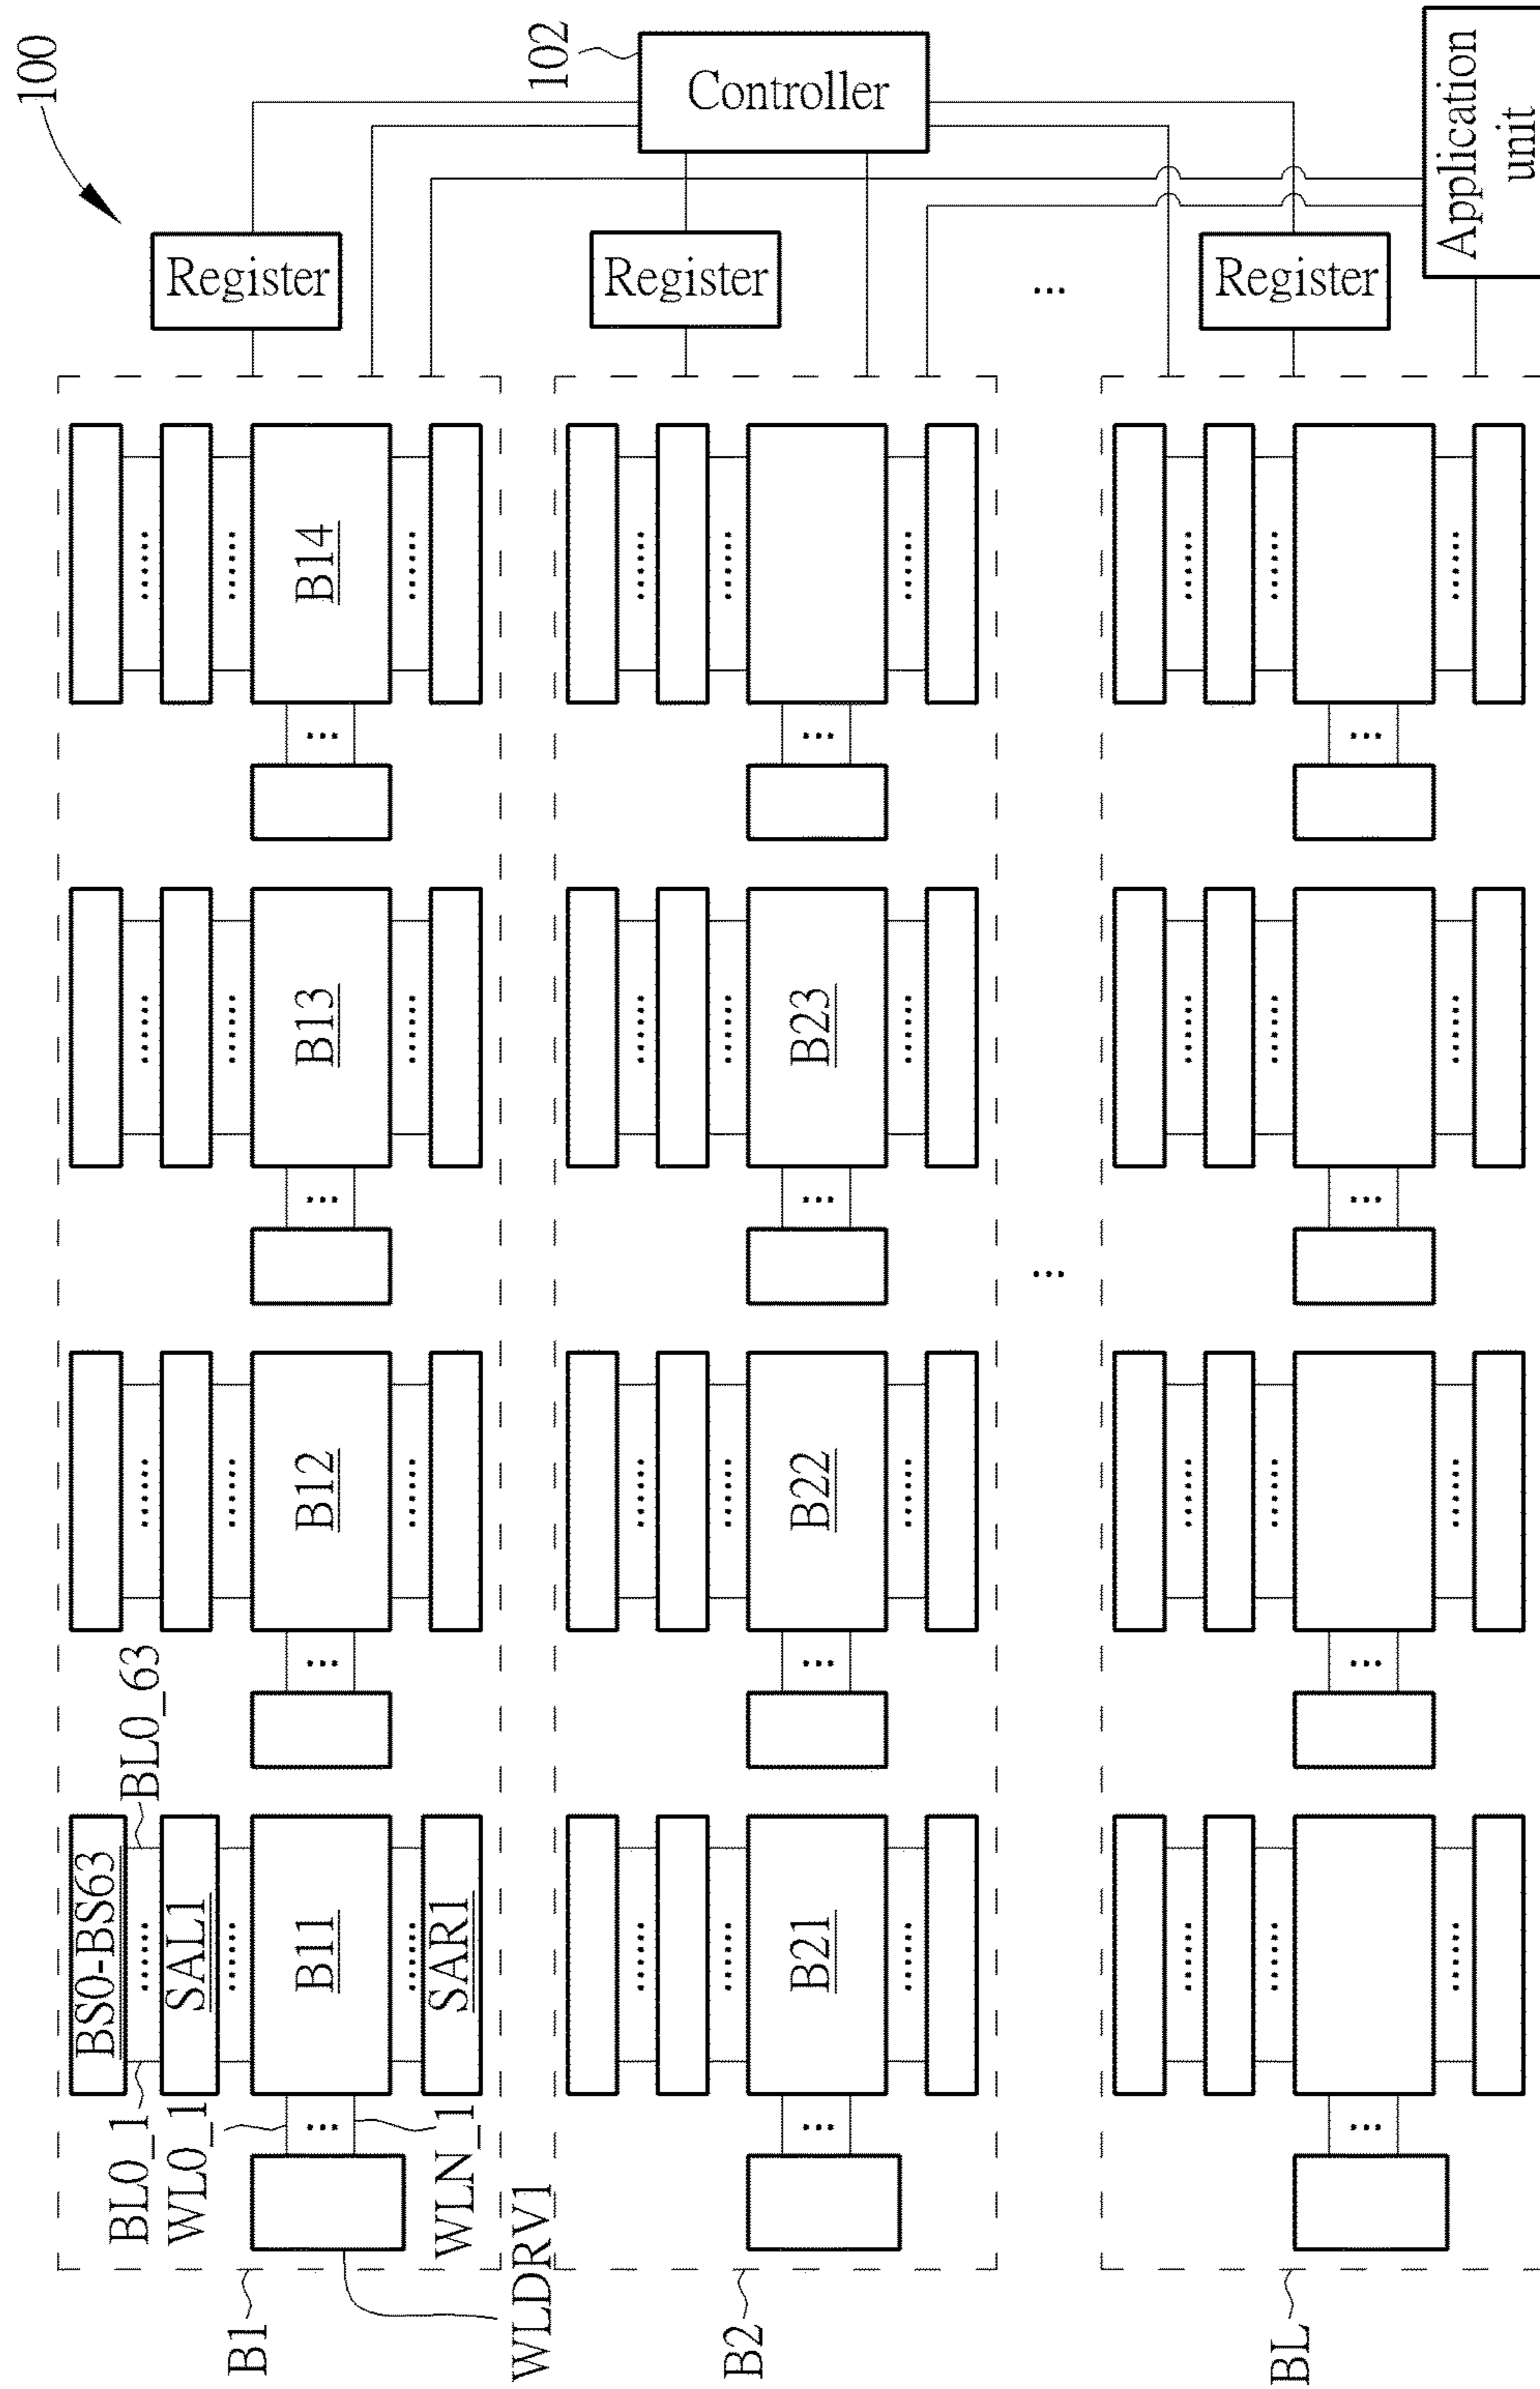 100
Register
Register
...
Register
102
Controller
Application
unit
B1
BS0-BS63
BL0_1
BL0_63
......
......
......
......
SAL1
......
......
......
......
WL0_1
...
B11
...
B12
...
B13
...
B14
WLN_1
......
......
......
......
SAR1
WLDRV1
B2
......
......
......
......
......
......
......
......
...
B21
...
B22
...
B23
...
......
......
......
......
...
BL
......
......
......
......
......
......
......
......
...
...
...
...
......
......
......
......